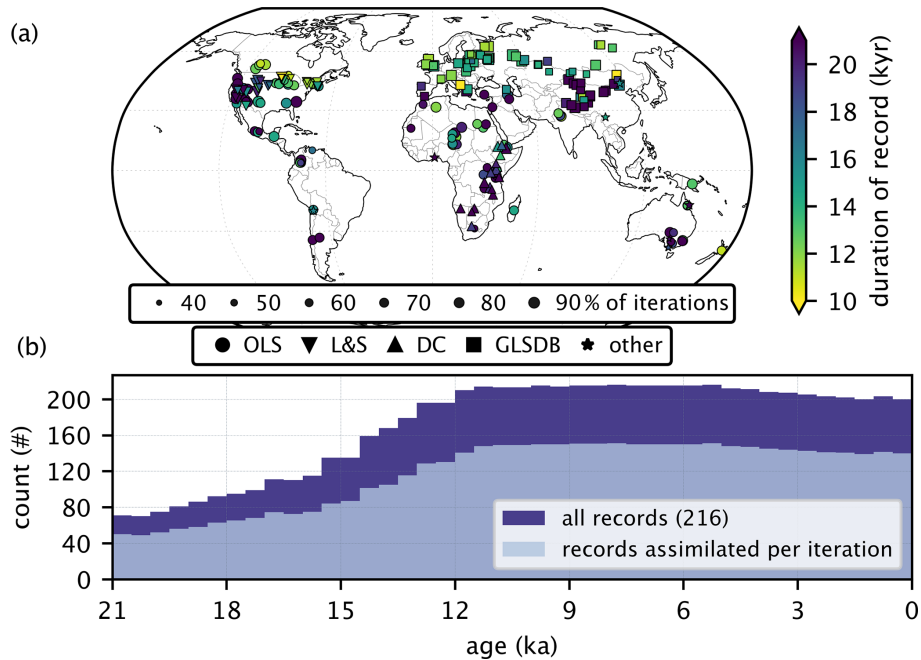 (a)
20
18
16
14
12
10
duration of record (kyr)
40 50 60 70 80 90% of iterations
OLS L&S DC GLSDB other
(b)
200
160
120
80
40
0
count (#)
all records (216)
records assimilated per iteration
21 18 15 12 9 6 3 0
age (ka)